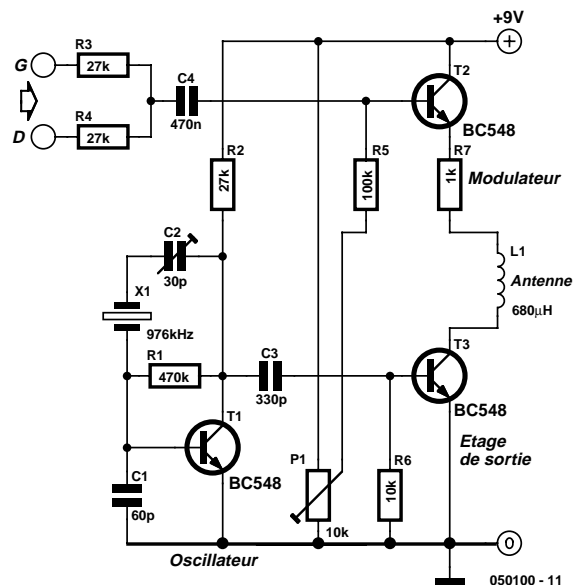 +9V
R3
G
27k
C4
T2
470n
R4
D
27k
BC548
R2
27k
R5
100k
R7
1k
Modulateur
C2
30p
L1
Antenne
680µH
X1
976kHz
R1
470k
C3
330p
T3
T1
BC548
BC548
C1
60p
P1
10k
R6
10k
Etage
de sortie
Oscillateur
0
050100 - 11